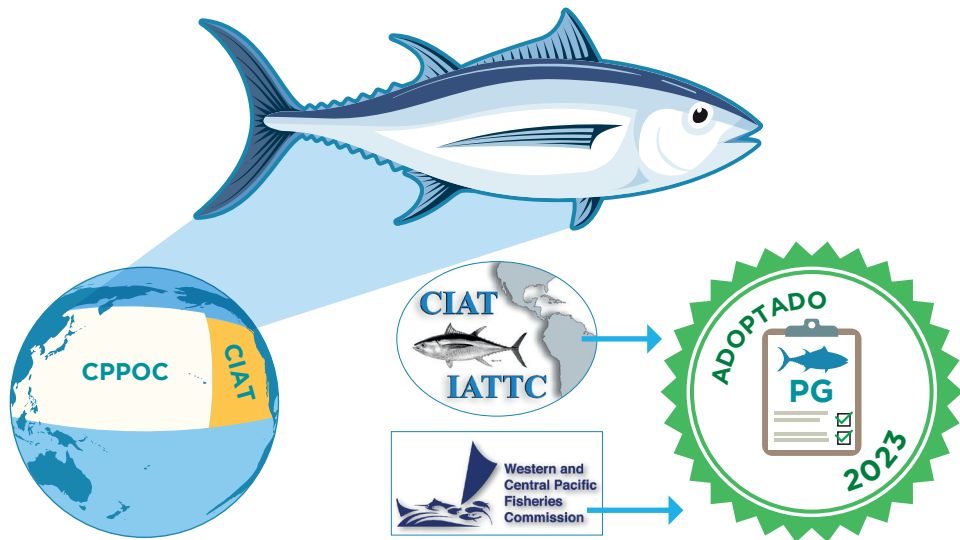 CPPOC
CIAT
CIAT
IATTC
Western and
Central Pacific
Fisheries
Commission
ADOPTADO
PG
2023